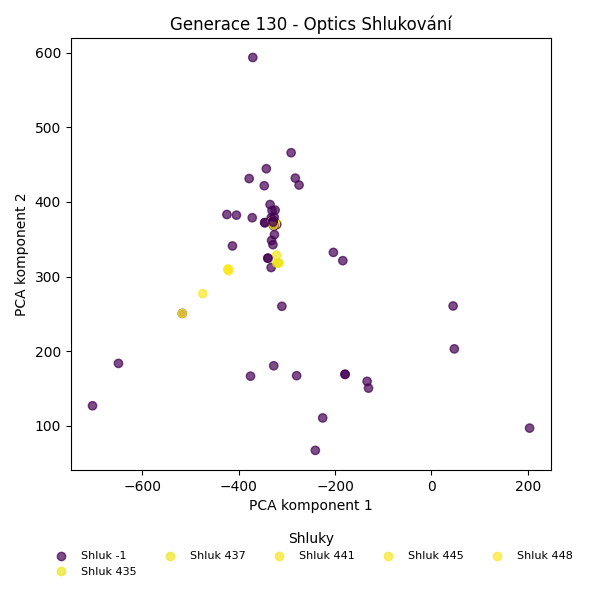 Generace 130 - Optics Shlukování
600
500
400
300
200
100
PCA komponent 2
−600 −400 −200 0 200
PCA komponent 1
Shluky
Shluk -1 Shluk 437 Shluk 441 Shluk 445 Shluk 448
Shluk 435